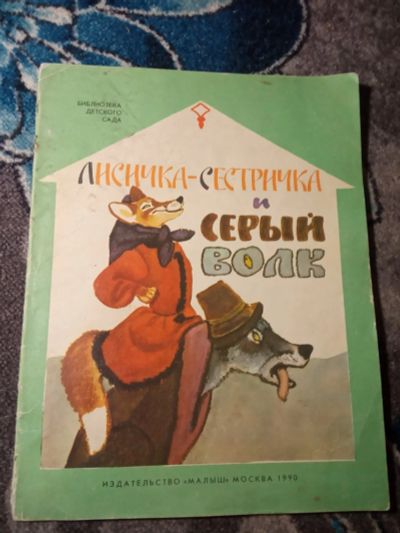 БИБЛИОТЕКА
ДЕТСКОГО
САДА
ЛИСИЧКА-СЕСТРИЧКА
И
СЕРЫЙ
ВОЛК
ИЗДАТЕЛЬСТВО «МАЛЫШ» МОСКВА 1990